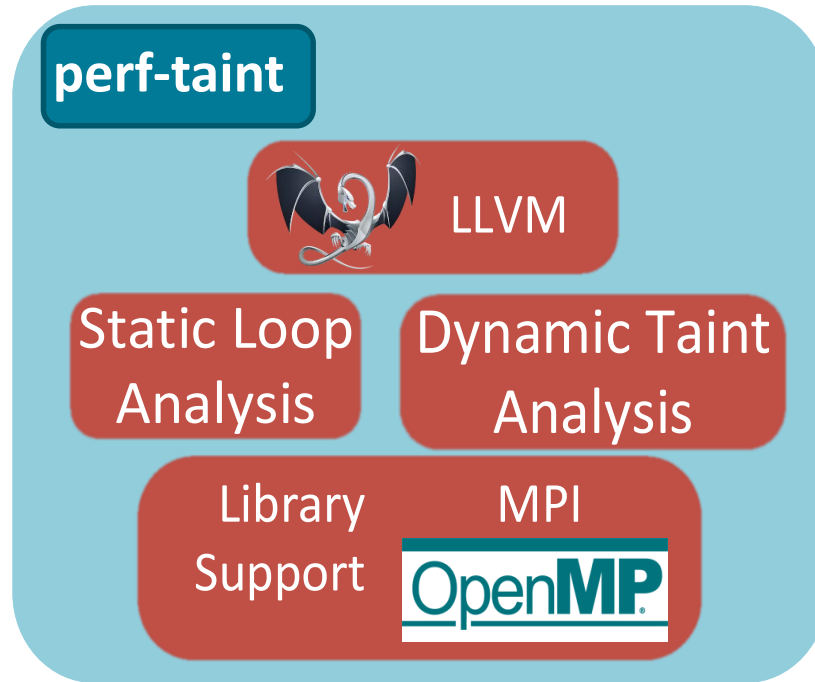 perf-taint
LLVM
Static Loop
Analysis
Dynamic Taint
Analysis
Library
Support
MPI
OpenMP®